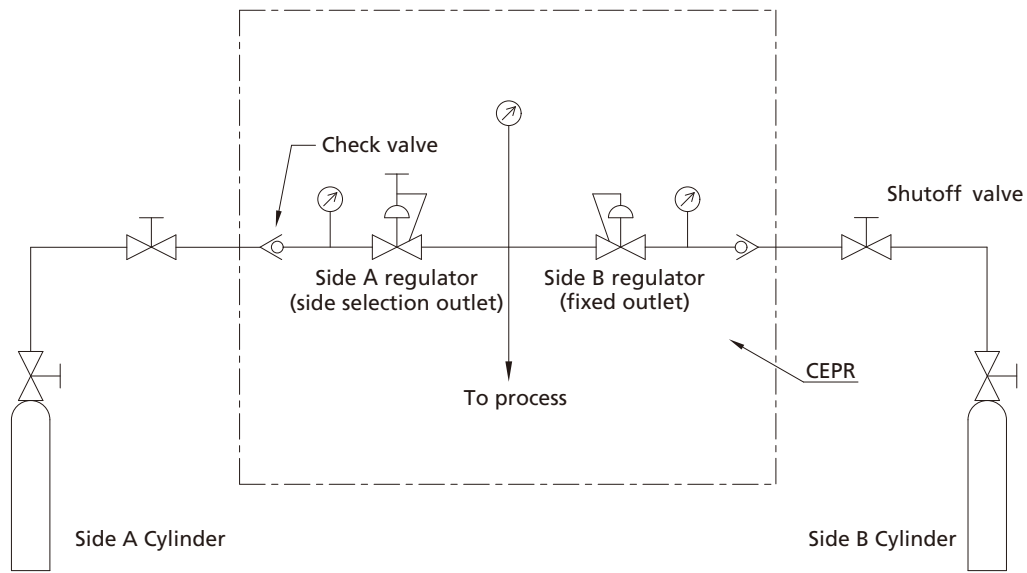 Check valve
Shutoff valve
Side A regulator
(side selection outlet)
Side B regulator
(fixed outlet)
CEPR
To process
Side A Cylinder
Side B Cylinder